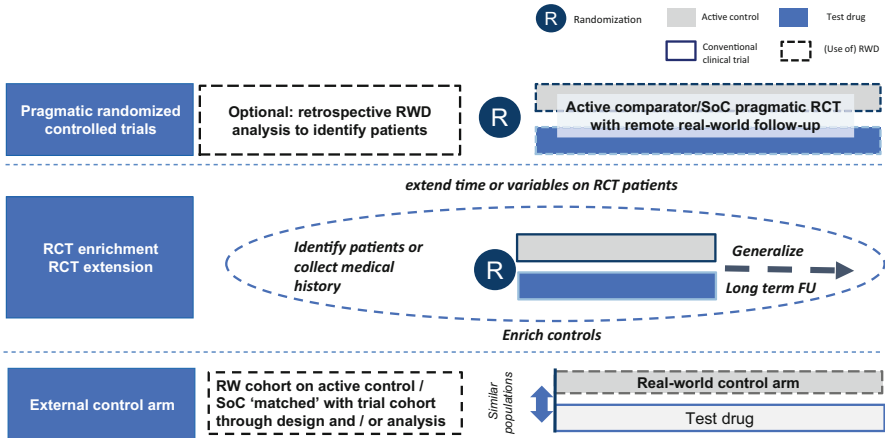 R Randomization
Active control
Test drug
Conventional
clinical trial
(Use of) RWD
Pragmatic randomized
controlled trials
Optional: retrospective RWD
analysis to identify patients
R
Active comparator/SoC pragmatic RCT
with remote real-world follow-up
extend time or variables on RCT patients
RCT enrichment
RCT extension
Identify patients or
collect medical
history
R
Generalize
Long term FU
Enrich controls
External control arm
RW cohort on active control /
SoC ‘matched’ with trial cohort
through design and / or analysis
Similar
populations
Real-world control arm
Test drug